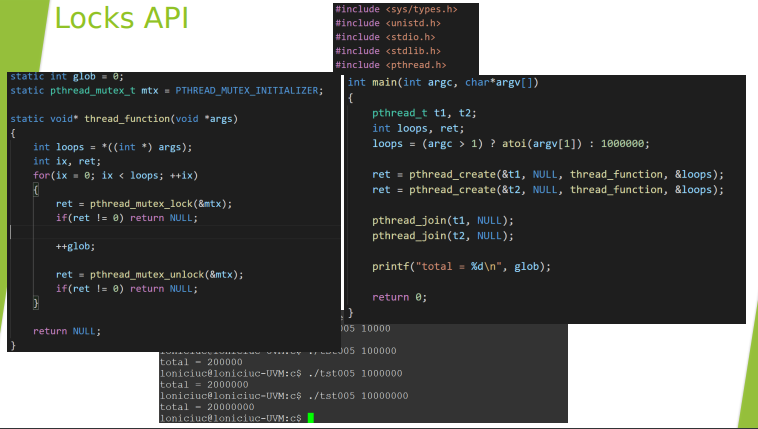 Locks API
#include <sys/types.h>
#include <unistd.h>
#include <stdio.h>
#include <stdlib.h>
#include <pthread.h>
static int glob = 0;
static pthread_mutex_t mtx = PTHREAD_MUTEX_INITIALIZER;
static void* thread_function(void *args)
{
int loops = *((int *) args);
int ix, ret;
for(ix = 0; ix < loops; ++ix)
{
ret = pthread_mutex_lock(&mtx);
if(ret != 0) return NULL;
++glob;
ret = pthread_mutex_unlock(&mtx);
if(ret != 0) return NULL;
}
return NULL;
}
int main(int argc, char*argv[])
{
pthread_t t1, t2;
int loops, ret;
loops = (argc > 1) ? atoi(argv[1]) : 1000000;
ret = pthread_create(&t1, NULL, thread_function, &loops);
ret = pthread_create(&t2, NULL, thread_function, &loops);
pthread_join(t1, NULL);
pthread_join(t2, NULL);
printf("total = %d\n", glob);
return 0;
}
005 10000
loniciuc@loniciuc-UVM:c$ ./tst005 100000
total = 200000
loniciuc@loniciuc-UVM:c$ ./tst005 1000000
total = 2000000
loniciuc@loniciuc-UVM:c$ ./tst005 10000000
total = 20000000
loniciuc@loniciuc-UVM:c$